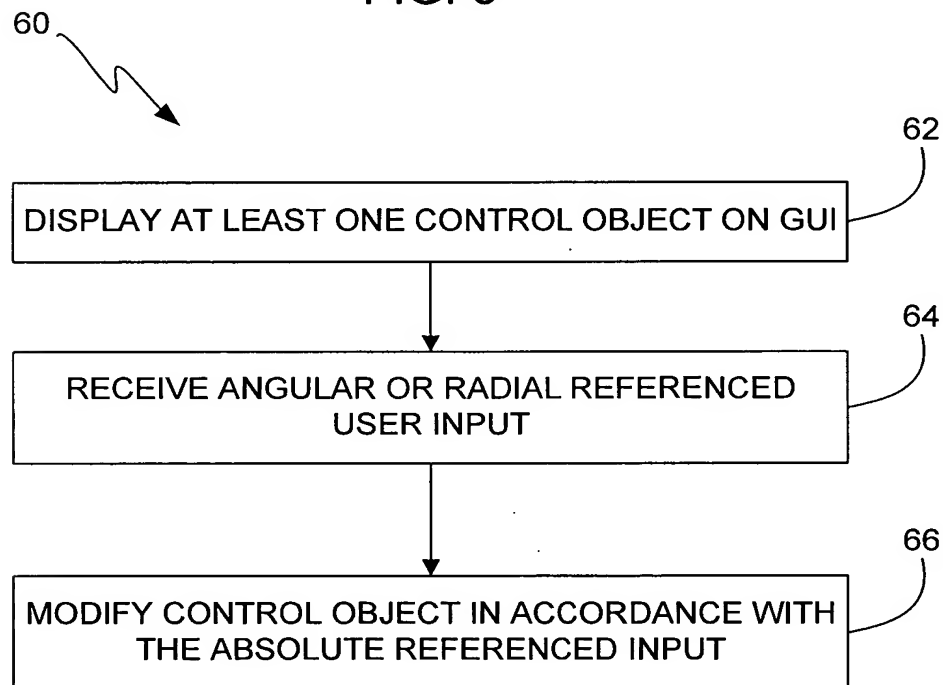 60
62
DISPLAY AT LEAST ONE CONTROL OBJECT ON GUI
64
RECEIVE ANGULAR OR RADIAL REFERENCED
USER INPUT
66
MODIFY CONTROL OBJECT IN ACCORDANCE WITH
THE ABSOLUTE REFERENCED INPUT